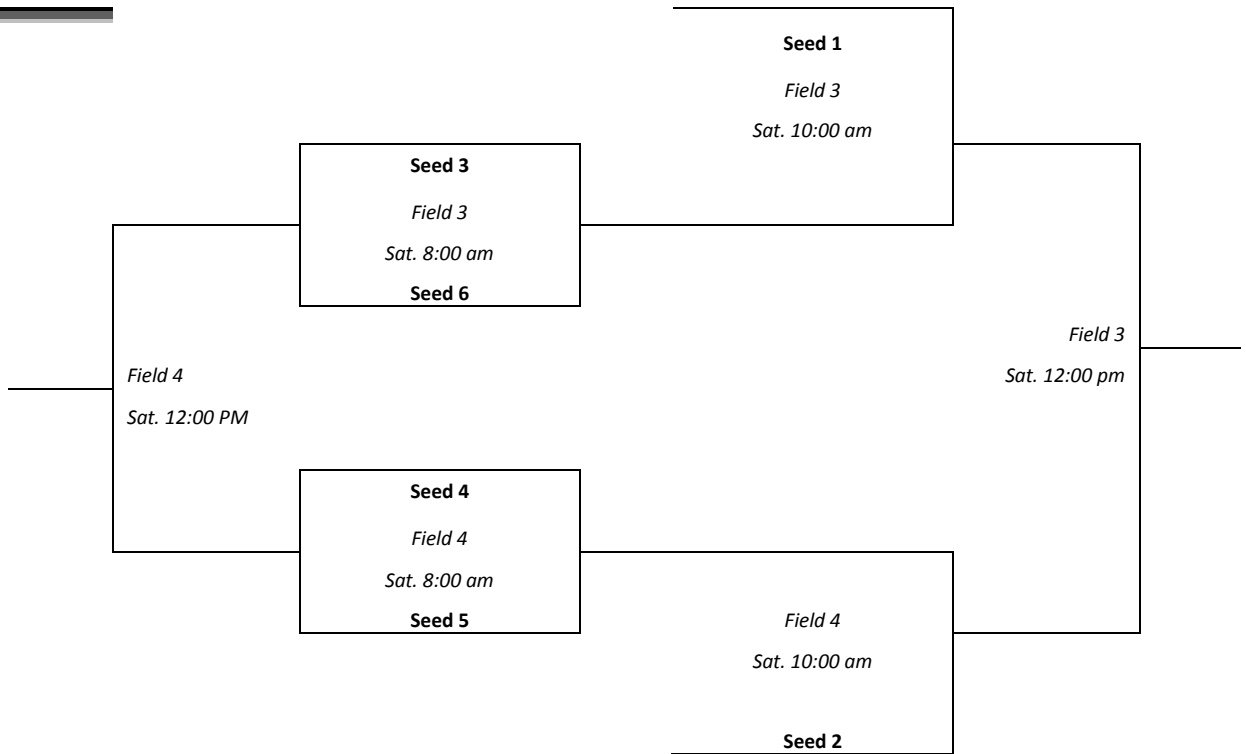 Seed 1
Field 3
Sat. 10:00 am
Seed 3
Field 3
Sat. 8:00 am
Seed 6
Field 3
Sat. 12:00 pm
Field 4
Sat. 12:00 PM
Seed 4
Field 4
Sat. 8:00 am
Seed 5
Field 4
Sat. 10:00 am
Seed 2